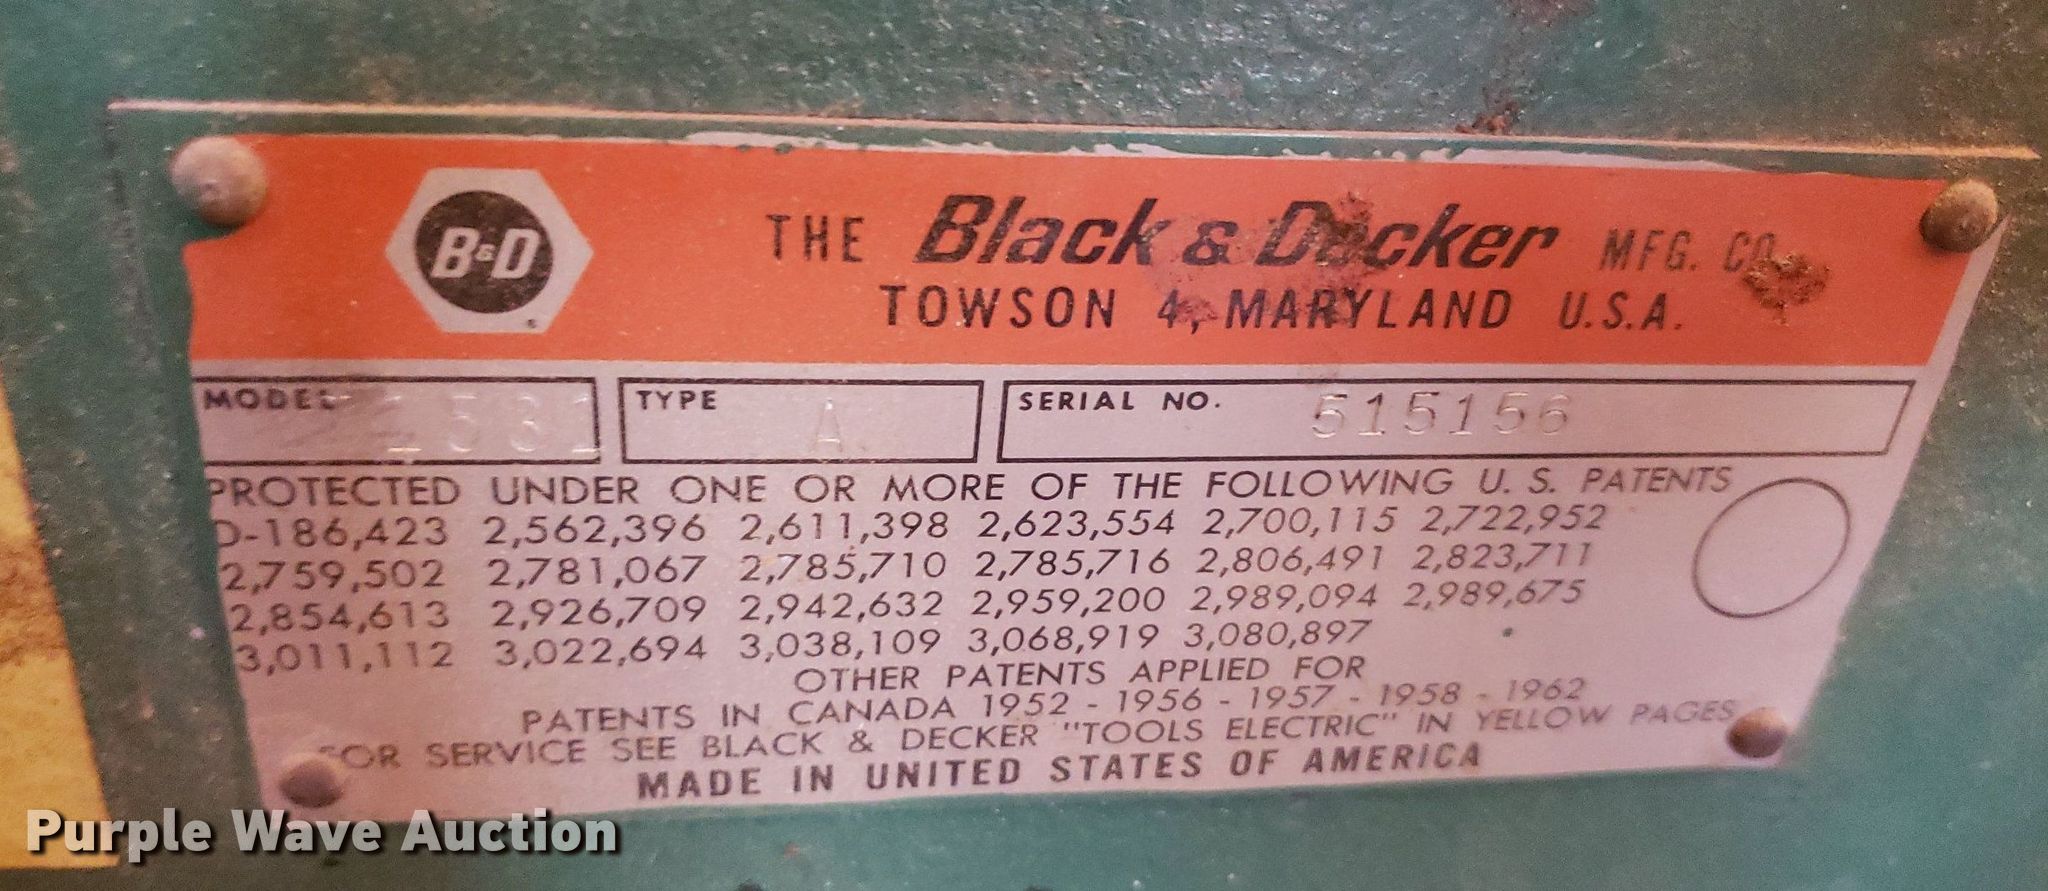 B&D
THE Black & Decker MFG. CO.
TOWSON 4, MARYLAND U.S.A.
MODEL 1531 TYPE A SERIAL NO. 515156
PROTECTED UNDER ONE OR MORE OF THE FOLLOWING U. S. PATENTS
D-186,423 2,562,396 2,611,398 2,623,554 2,700,115 2,722,952
2,759,502 2,781,067 2,785,710 2,785,716 2,806,491 2,823,711
2,854,613 2,926,709 2,942,632 2,959,200 2,989,094 2,989,675
3,011,112 3,022,694 3,038,109 3,068,919 3,080,897
OTHER PATENTS APPLIED FOR
PATENTS IN CANADA 1952 - 1956 - 1957 - 1958 - 1962
FOR SERVICE SEE BLACK & DECKER "TOOLS ELECTRIC" IN YELLOW PAGES
MADE IN UNITED STATES OF AMERICA
Purple Wave Auction